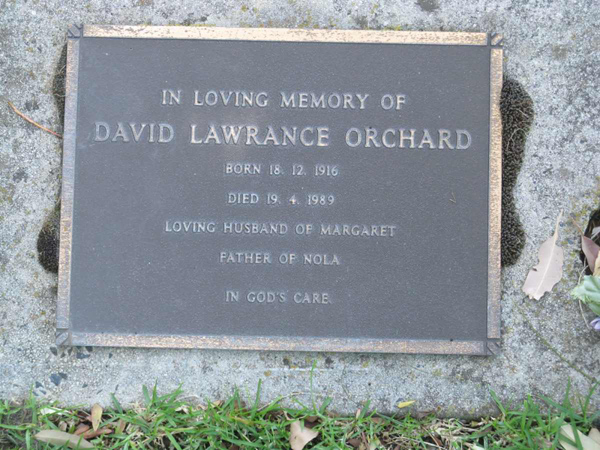 IN LOVING MEMORY OF
DAVID LAWRANCE ORCHARD
BORN 18. 12. 1916
DIED 19. 4. 1989
LOVING HUSBAND OF MARGARET
FATHER OF NOLA
IN GOD'S CARE.